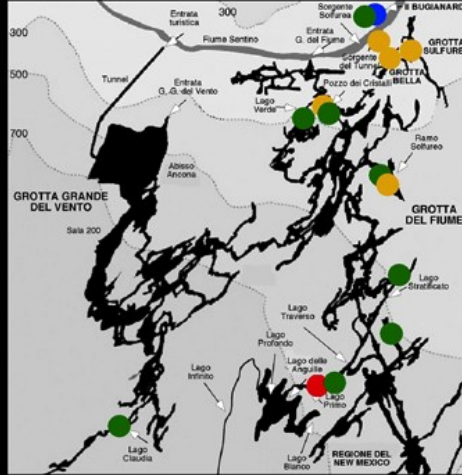 300
Sorgente
Solfurea
Il BUGIANARDO
Entrata
turistica
Entrata
G. del Fiume
300
Fiume Sentino
GROTTA
SULFUREA
Sorgente
del Tunnel
GROTTA
BELLA
500
Tunnel
Entrata
G. G. del Vento
Pozzo dei Cristalli
Lago
Verde
700
Ramo
Solfureo
Abisso
Ancona
GROTTA GRANDE
DEL VENTO
GROTTA
DEL FIUME
Sala 200
Lago
Stratificato
Lago
Traverso
Lago
Profondo
Lago delle
Anguille
Lago
Infinito
Lago
Primo
Lago
Claudia
Lago
Bianco
REGIONE DEL
NEW MEXICO